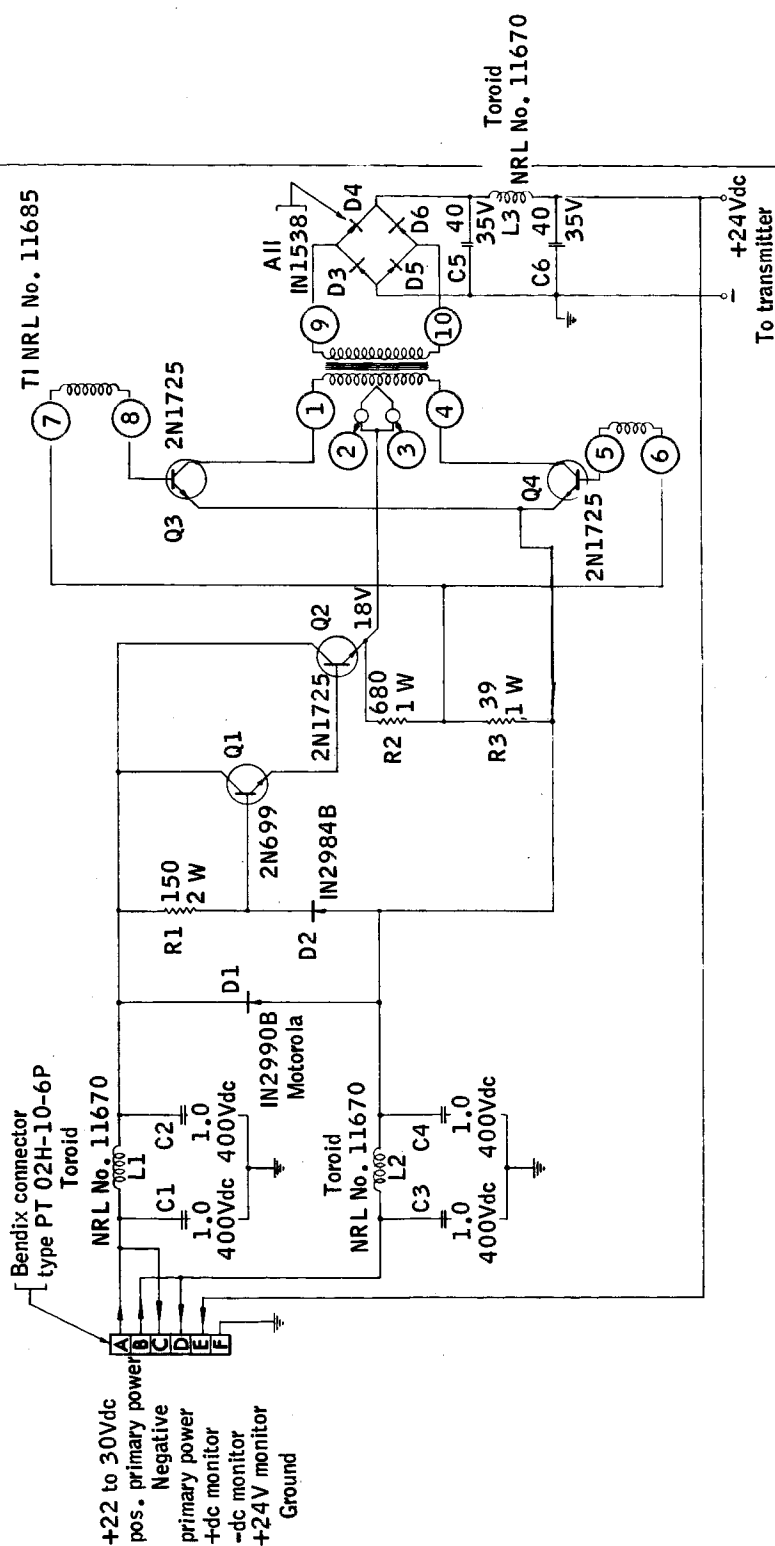 Bendix connector
type PT 02H-10-6P
+22 to 30Vdc
pos. primary power
Negative
primary power
+dc monitor
-dc monitor
+24V monitor
Ground
A
B
C
D
E
F
Toroid
NRL No. 11670
L1
C1
1.0
400Vdc
C2
1.0
400Vdc
Toroid
NRL No. 11670
L2
C3
1.0
400Vdc
C4
1.0
400Vdc
D1
IN2990B
Motorola
R1
150
2 W
D2
IN2984B
Q1
2N699
Q2
2N1725
18V
R2
680
1 W
R3
39
1 W
T1 NRL No. 11685
7
8
2N1725
Q3
1
2
3
4
Q4
2N1725
5
6
9
10
All
IN1538
D3
D4
D5
D6
C5
40
35V
L3
Toroid
NRL No. 11670
C6
40
35V
-
+24Vdc
To transmitter